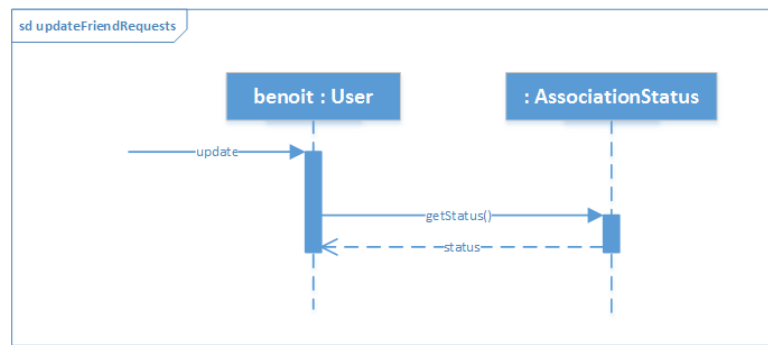 sd updateFriendRequests
benoit : User
: AssociationStatus
update
getStatus()
status